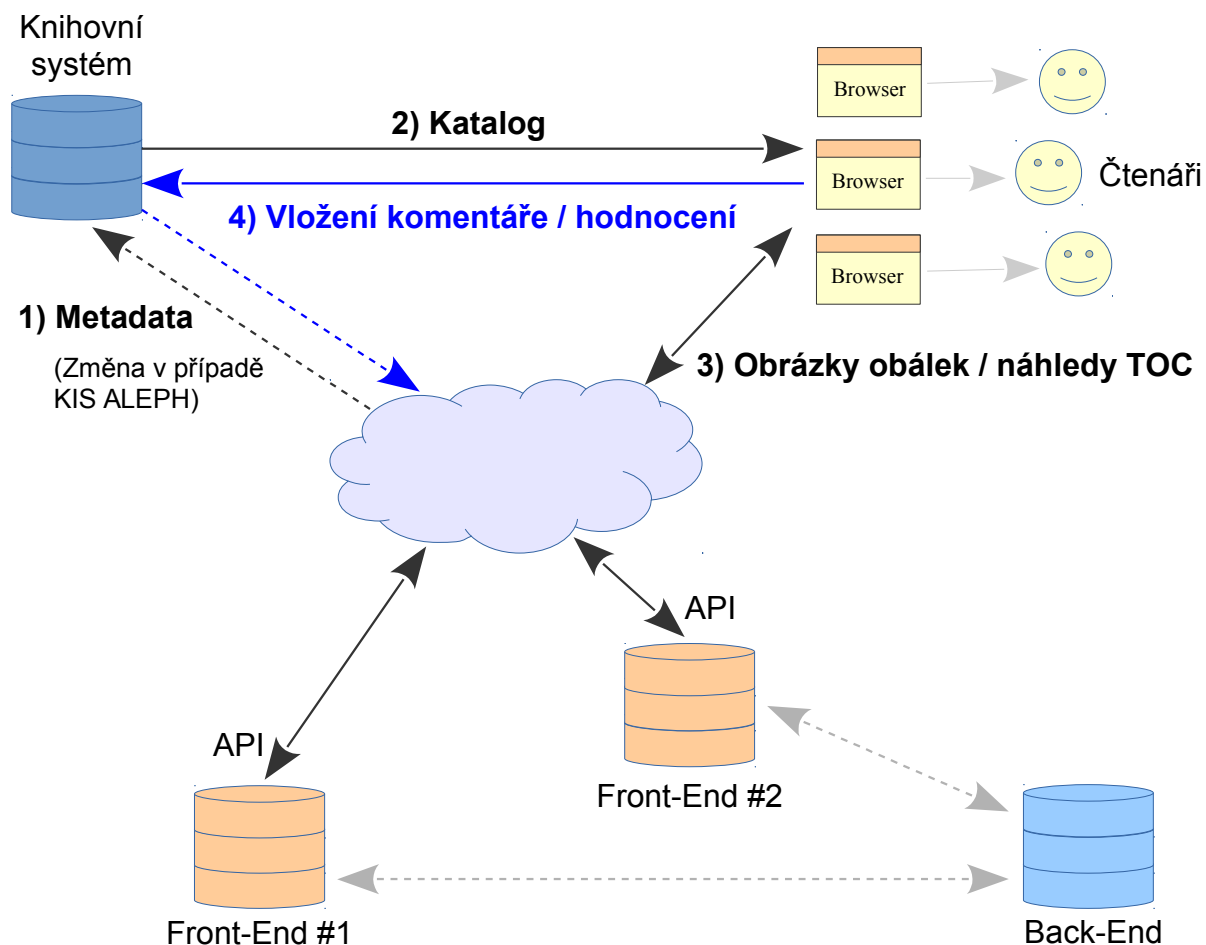 Knihovní
systém
Browser
2) Katalog
Browser
Čtenáři
4) Vložení komentáře / hodnocení
Browser
1) Metadata
(Změna v případě
KIS ALEPH)
3) Obrázky obálek / náhledy TOC
API
API
Front-End #2
Front-End #1
Back-End